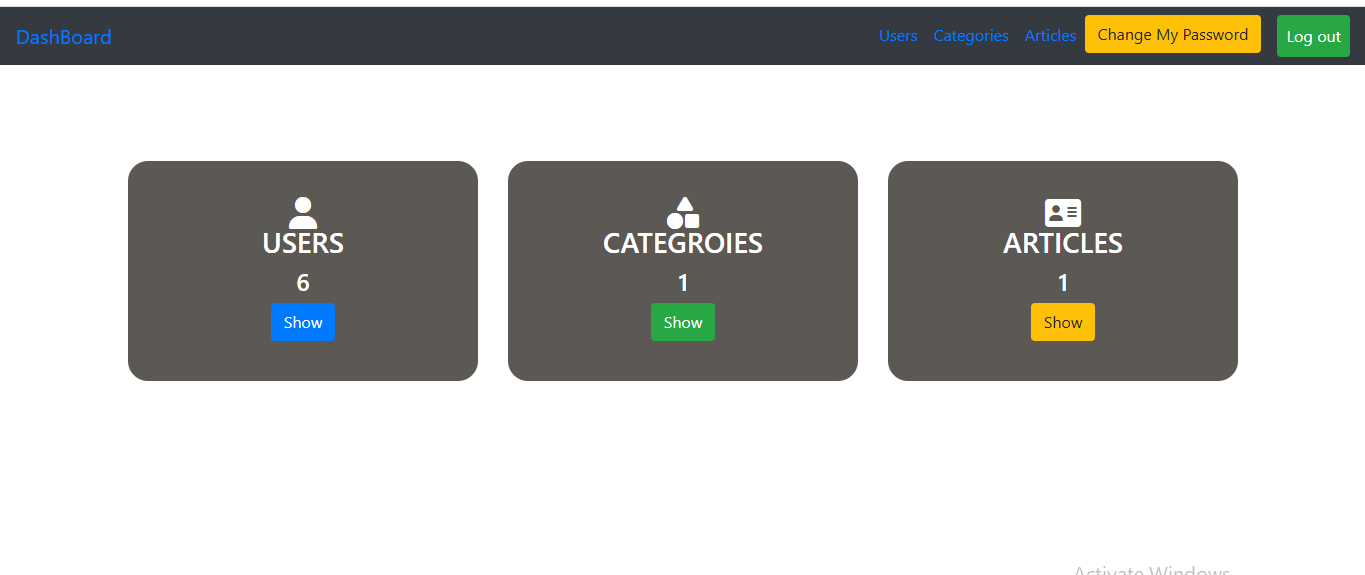 DashBoard Users Categories Articles Change My Password Log out
USERS
6
Show
CATEGROIES
1
Show
ARTICLES
1
Show
Activate Windows